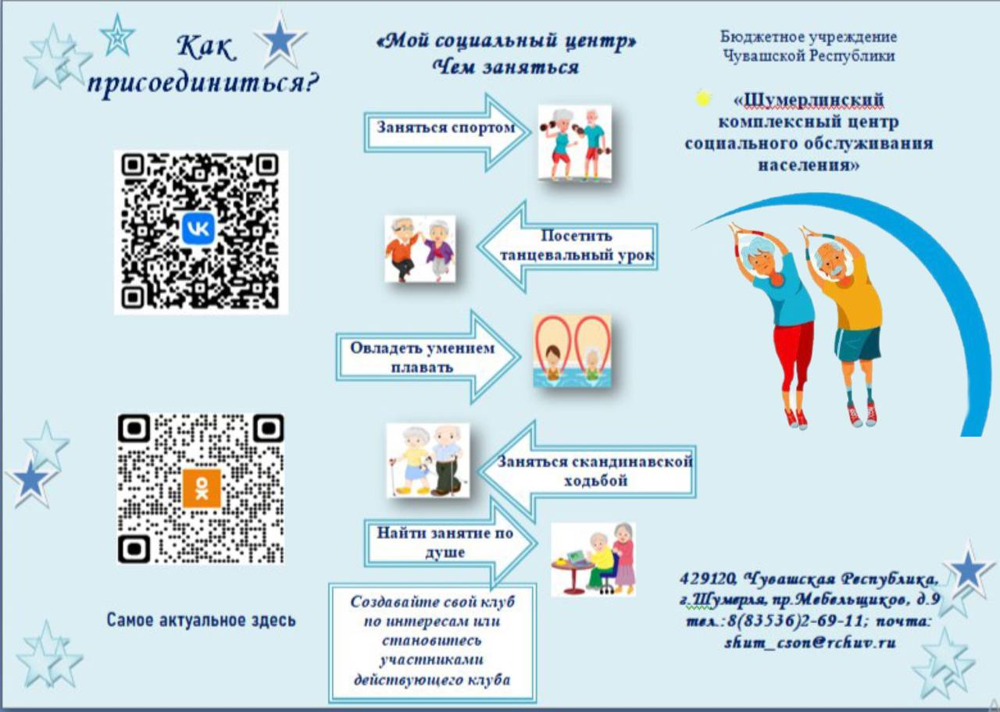 Как
присоединиться?
Самое актуальное здесь
«Мой социальный центр»
Чем заняться
Заняться спортом
Посетить
танцевальный урок
Овладеть умением
плавать
Заняться скандинавской
ходьбой
Найти занятие по
душе
Создавайте свой клуб
по интересам или
становитесь
участниками
действующего клуба
Бюджетное учреждение
Чувашской Республики
«Шумерлинский
комплексный центр
социального обслуживания
населения»
429120, Чувашская Республика,
г.Шумерля, пр.Мебельщиков, д.9
тел.:8(83536)2-69-11; почта:
shum_cson@rchuv.ru